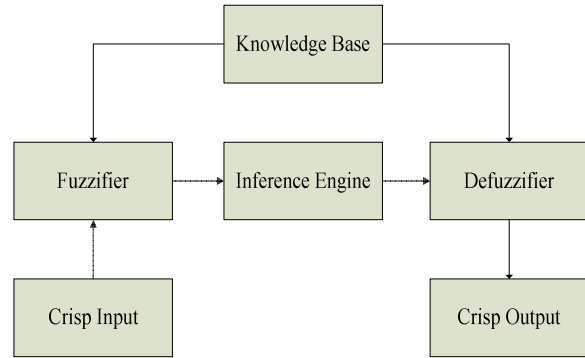 Knowledge Base
Fuzzifier
Inference Engine
Defuzzifier
Crisp Input
Crisp Output